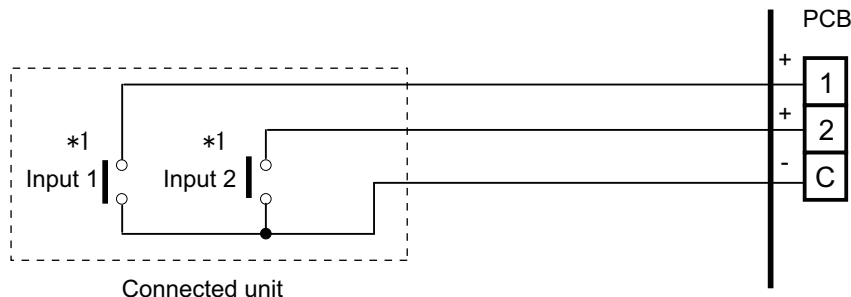 PCB
+
1
+
2
-
C
*1
*1
Input 1
Input 2
Connected unit